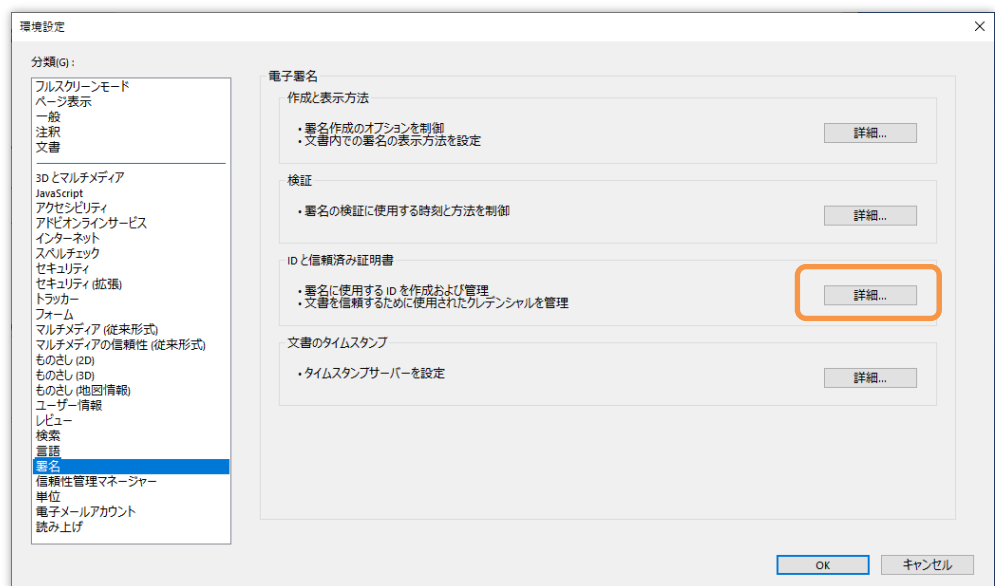 環境設定
分類(G):
フルスクリーンモード
ページ表示
一般
注釈
文書
3D とマルチメディア
JavaScript
アクセシビリティ
アドビオンラインサービス
インターネット
スペルチェック
セキュリティ
セキュリティ (拡張)
トラッカー
フォーム
マルチメディア (従来形式)
マルチメディアの信頼性 (従来形式)
ものさし (2D)
ものさし (3D)
ものさし (地図情報)
ユーザー情報
レビュー
検索
言語
署名
信頼性管理マネージャー
単位
電子メールアカウント
読み上げ
電子署名
作成と表示方法
・署名作成のオプションを制御
・文書内での署名の表示方法を設定
詳細...
検証
・署名の検証に使用する時刻と方法を制御
詳細...
ID と信頼済み証明書
・署名に使用する ID を作成および管理
・文書を信頼するために使用されたクレデンシャルを管理
詳細...
文書のタイムスタンプ
・タイムスタンプサーバーを設定
詳細...
OK
キャンセル